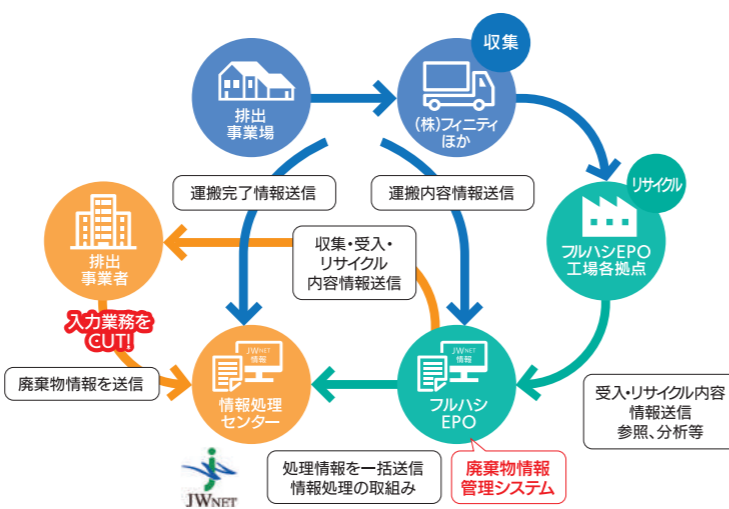 収集
排出
事業場
(株)フィニティ
ほか
運搬完了情報送信
運搬内容情報送信
リサイクル
フルハシEPO
工場各拠点
排出
事業者
収集・受入・
リサイクル
内容情報送信
入力業務を
CUT!
廃棄物情報を送信
JWNET
情報
情報処理
センター
JWNET
情報
フルハシ
EPO
受入・リサイクル内容
情報送信
参照、分析等
JWNET
処理情報を一括送信
情報処理の取組み
廃棄物情報
管理システム